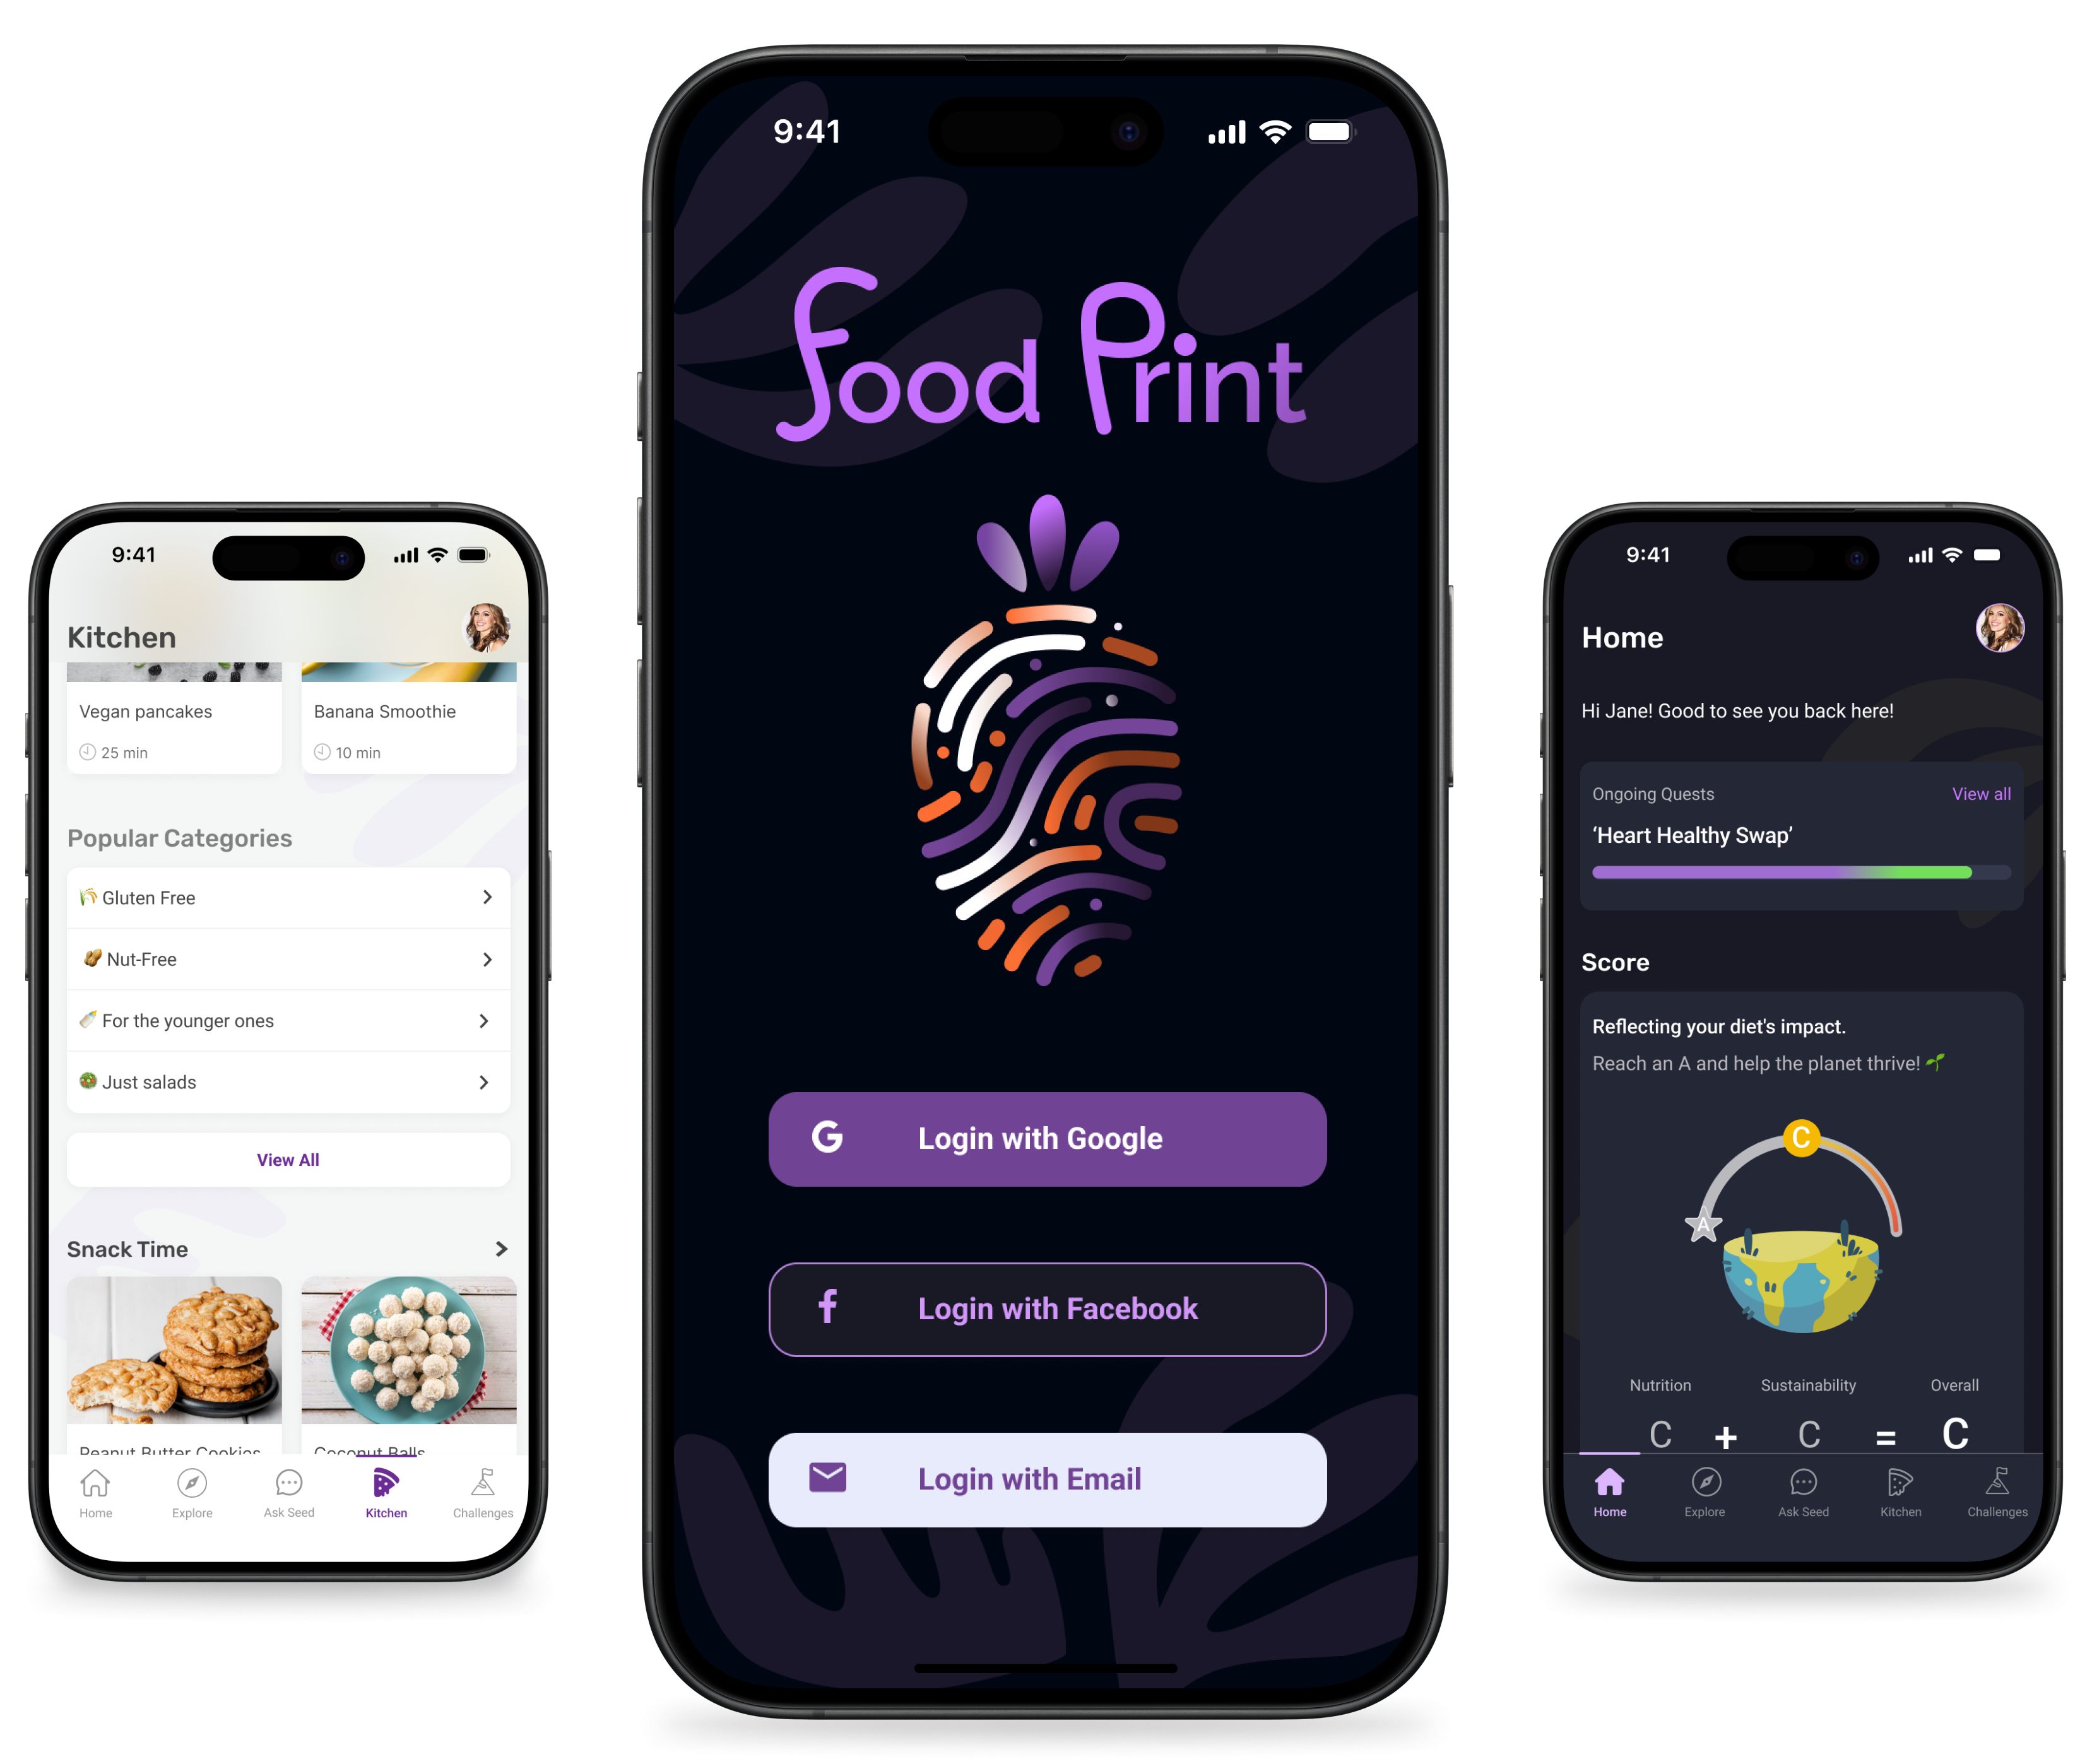 9:41
Kitchen
Vegan pancakes
25 min
Banana Smoothie
10 min
Popular Categories
Gluten Free
Nut-Free
For the younger ones
Just salads
View All
Snack Time
Peanut Butter Cookies
Coconut Balls
Home
Explore
Ask Seed
Kitchen
Challenges
9:41
Food Print
G
Login with Google
f
Login with Facebook
Login with Email
9:41
Home
Hi Jane! Good to see you back here!
Ongoing Quests
View all
‘Heart Healthy Swap’
Score
Reflecting your diet's impact.
Reach an A and help the planet thrive!
C
A
Nutrition Sustainability Overall
C + C = C
Home
Explore
Ask Seed
Kitchen
Challenges